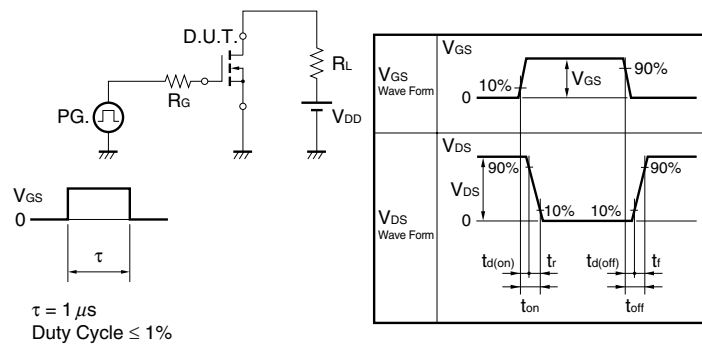 D.U.T.
RL
RG
PG.
VDD
VGS
0
τ
τ = 1 μs
Duty Cycle ≤ 1%
VGS
Wave Form
VGS
10%
VGS
90%
0
VDS
Wave Form
VDS
90%
90%
VDS
10%
10%
0
td(on)
tr
td(off)
tf
ton
toff